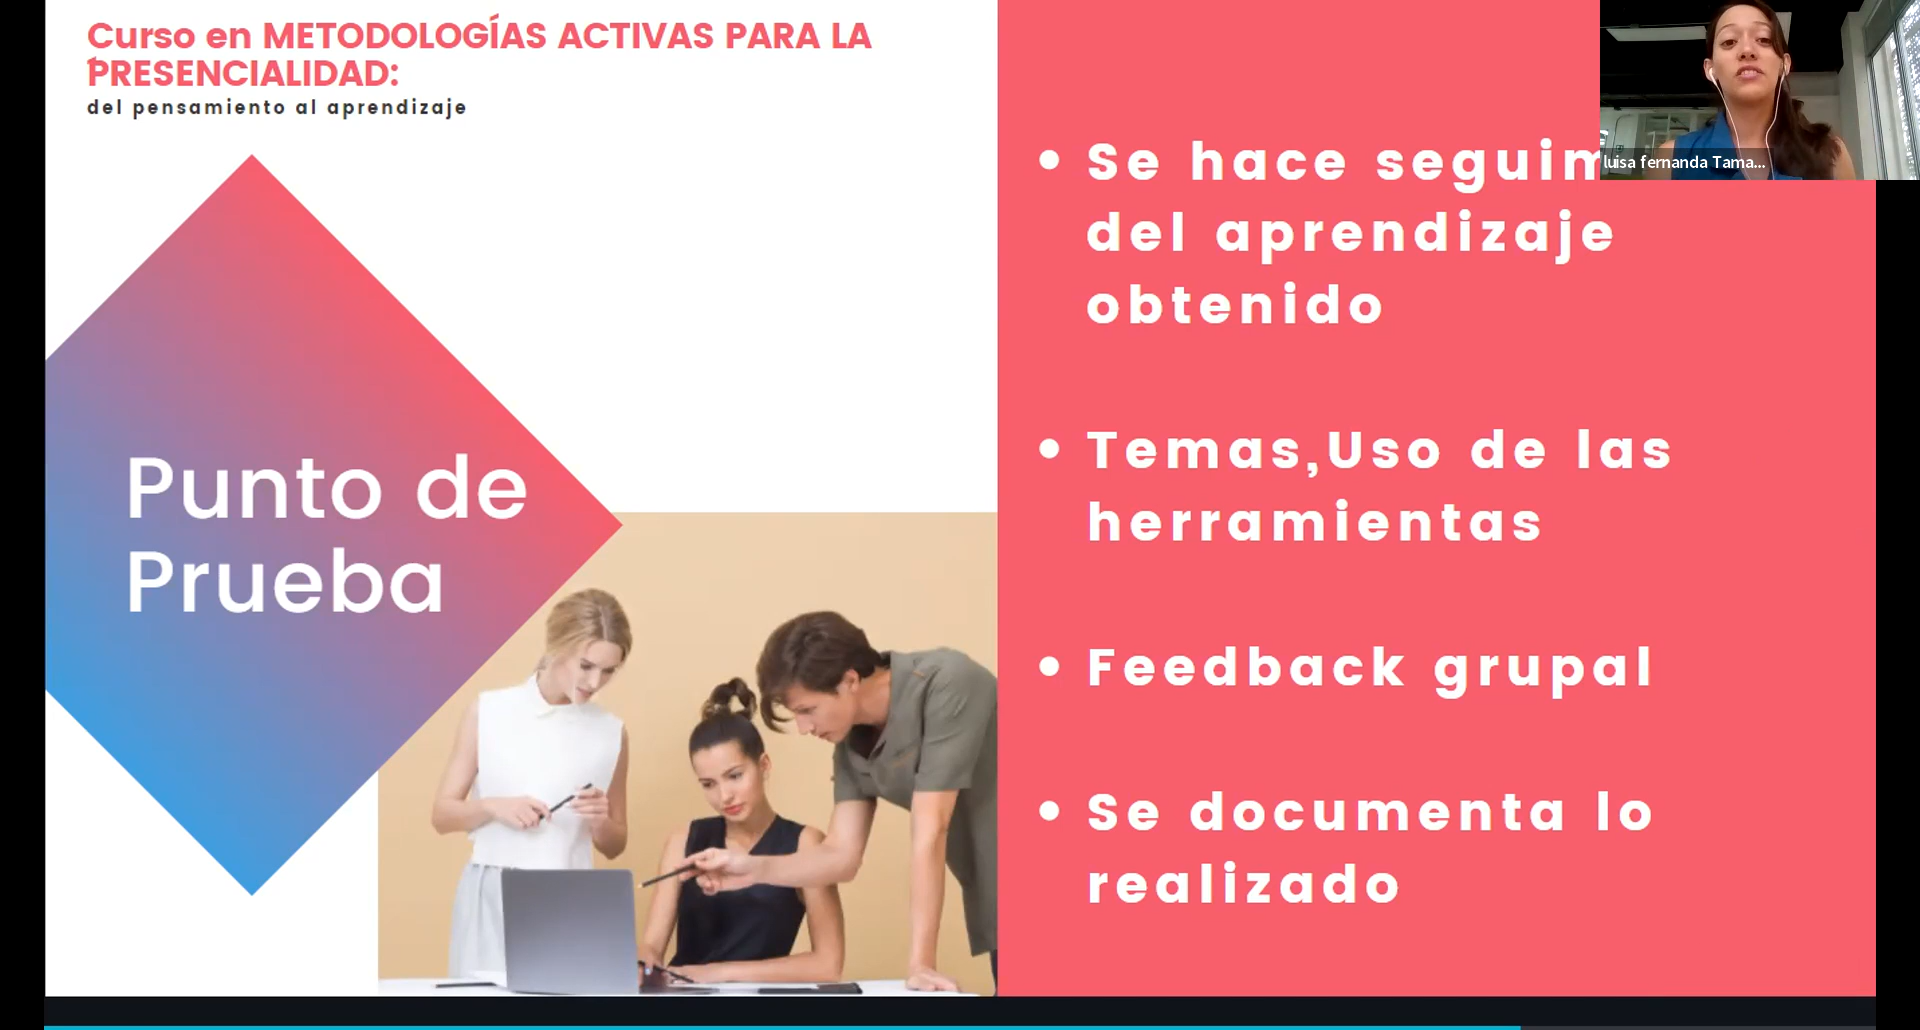 Curso en METODOLOGÍAS ACTIVAS PARA LA
PRESENCIALIDAD:
del pensamiento al aprendizaje
Punto de
Prueba
Se hace
del aprendizaje
obtenido
Temas,Uso de las
herramientas
Feedback grupal
Se documenta lo
realizado
luisa fernanda Tama...